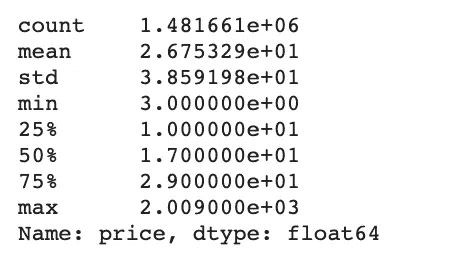 count    1.481661e+06
mean     2.675329e+01
std      3.859198e+01
min      3.000000e+00
25%      1.000000e+01
50%      1.700000e+01
75%      2.900000e+01
max      2.009000e+03
Name: price, dtype: float64